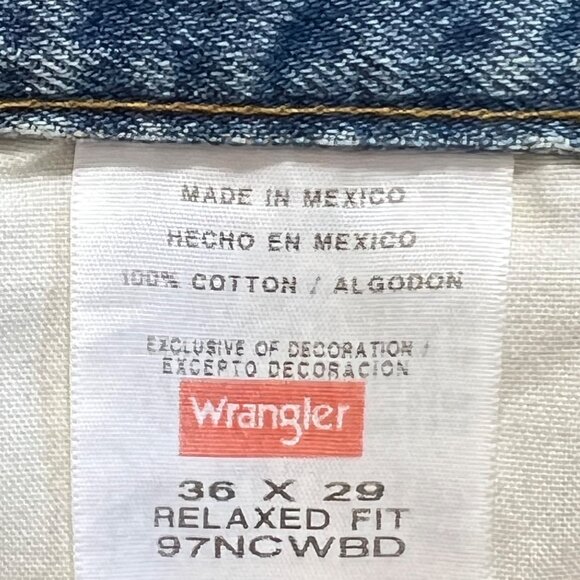 MADE IN MEXICO
HECHO EN MEXICO
100% COTTON / ALGODON
EXCLUSIVE OF DECORATION /
EXCEPTO DECORACION
Wrangler
36 X 29
RELAXED FIT
97NCWBD